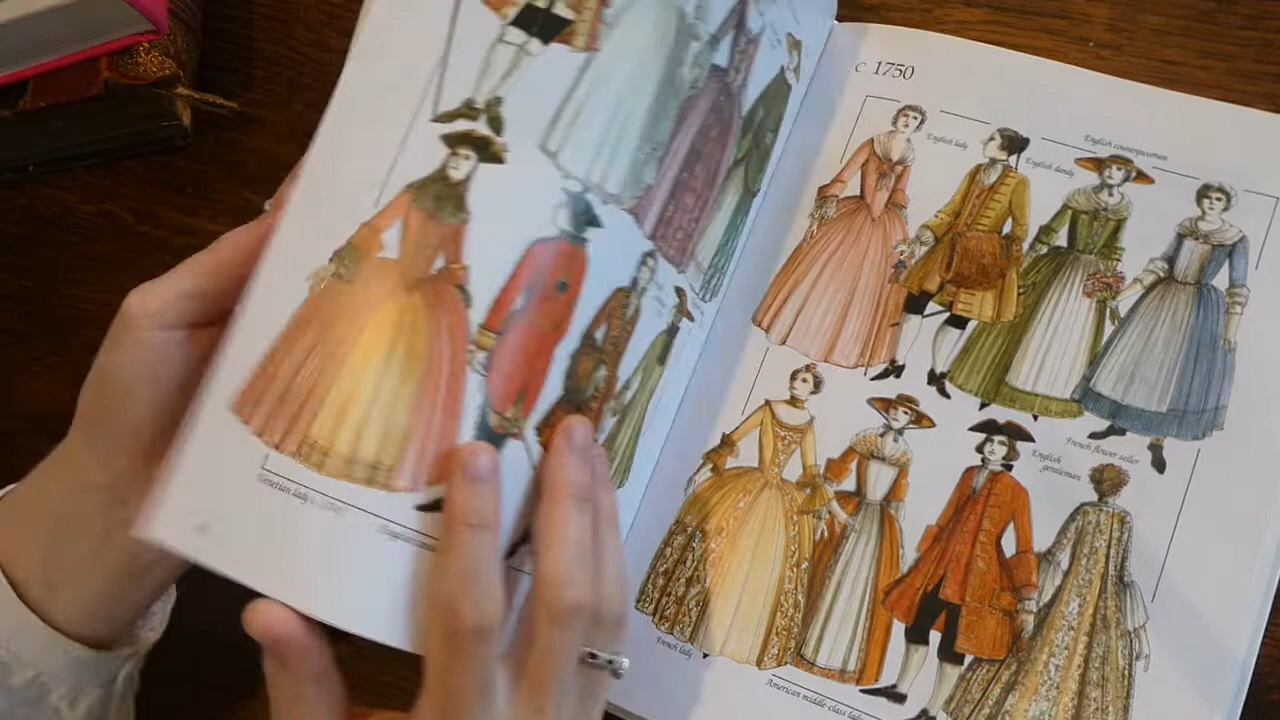 c 1750
English lady
English dandy
English countrywoman
French flower seller
English
gentleman
French lady
American middle-class lady
Venetian lady